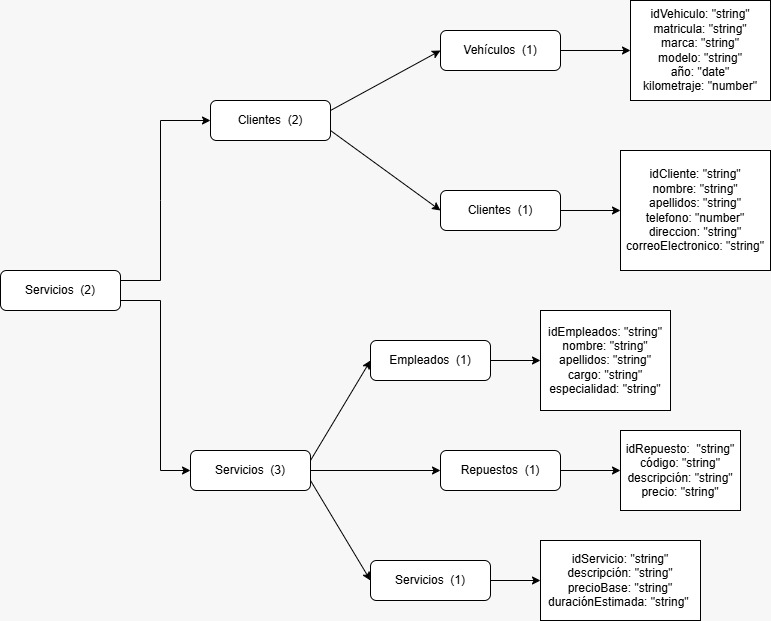 Vehículos  (1)
idVehiculo: "string"
matricula: "string"
marca: "string"
modelo: "string"
año: "date"
kilometraje: "number"
Clientes  (2)
Clientes  (1)
idCliente: "string"
nombre: "string"
apellidos: "string"
telefono: "number"
direccion: "string"
correoElectronico: "string"
Servicios  (2)
Empleados  (1)
idEmpleados: "string"
nombre: "string"
apellidos: "string"
cargo: "string"
especialidad: "string"
Servicios  (3)
Repuestos  (1)
idRepuesto:  "string"
código: "string"
descripción: "string"
precio: "string"
Servicios  (1)
idServicio: "string"
descripción: "string"
precioBase: "string"
duraciónEstimada: "string"